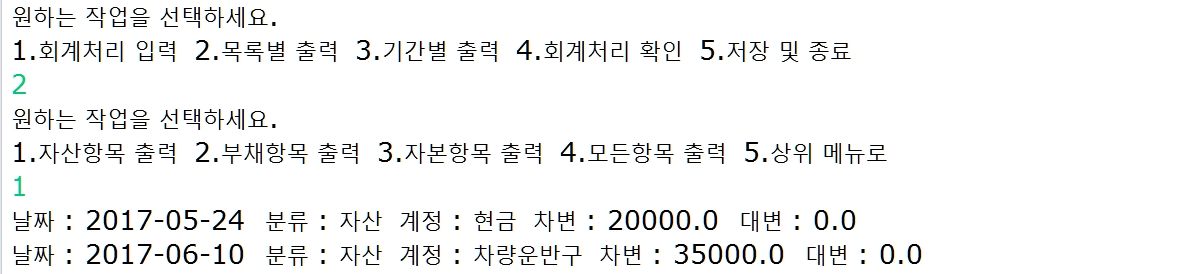 원하는 작업을 선택하세요.
1.회계처리 입력 2.목록별 출력 3.기간별 출력 4.회계처리 확인 5.저장 및 종료
2
원하는 작업을 선택하세요.
1.자산항목 출력 2.부채항목 출력 3.자본항목 출력 4.모든항목 출력 5.상위 메뉴로
1
날짜 : 2017-05-24 분류 : 자산 계정 : 현금 차변 : 20000.0 대변 : 0.0
날짜 : 2017-06-10 분류 : 자산 계정 : 차량운반구 차변 : 35000.0 대변 : 0.0